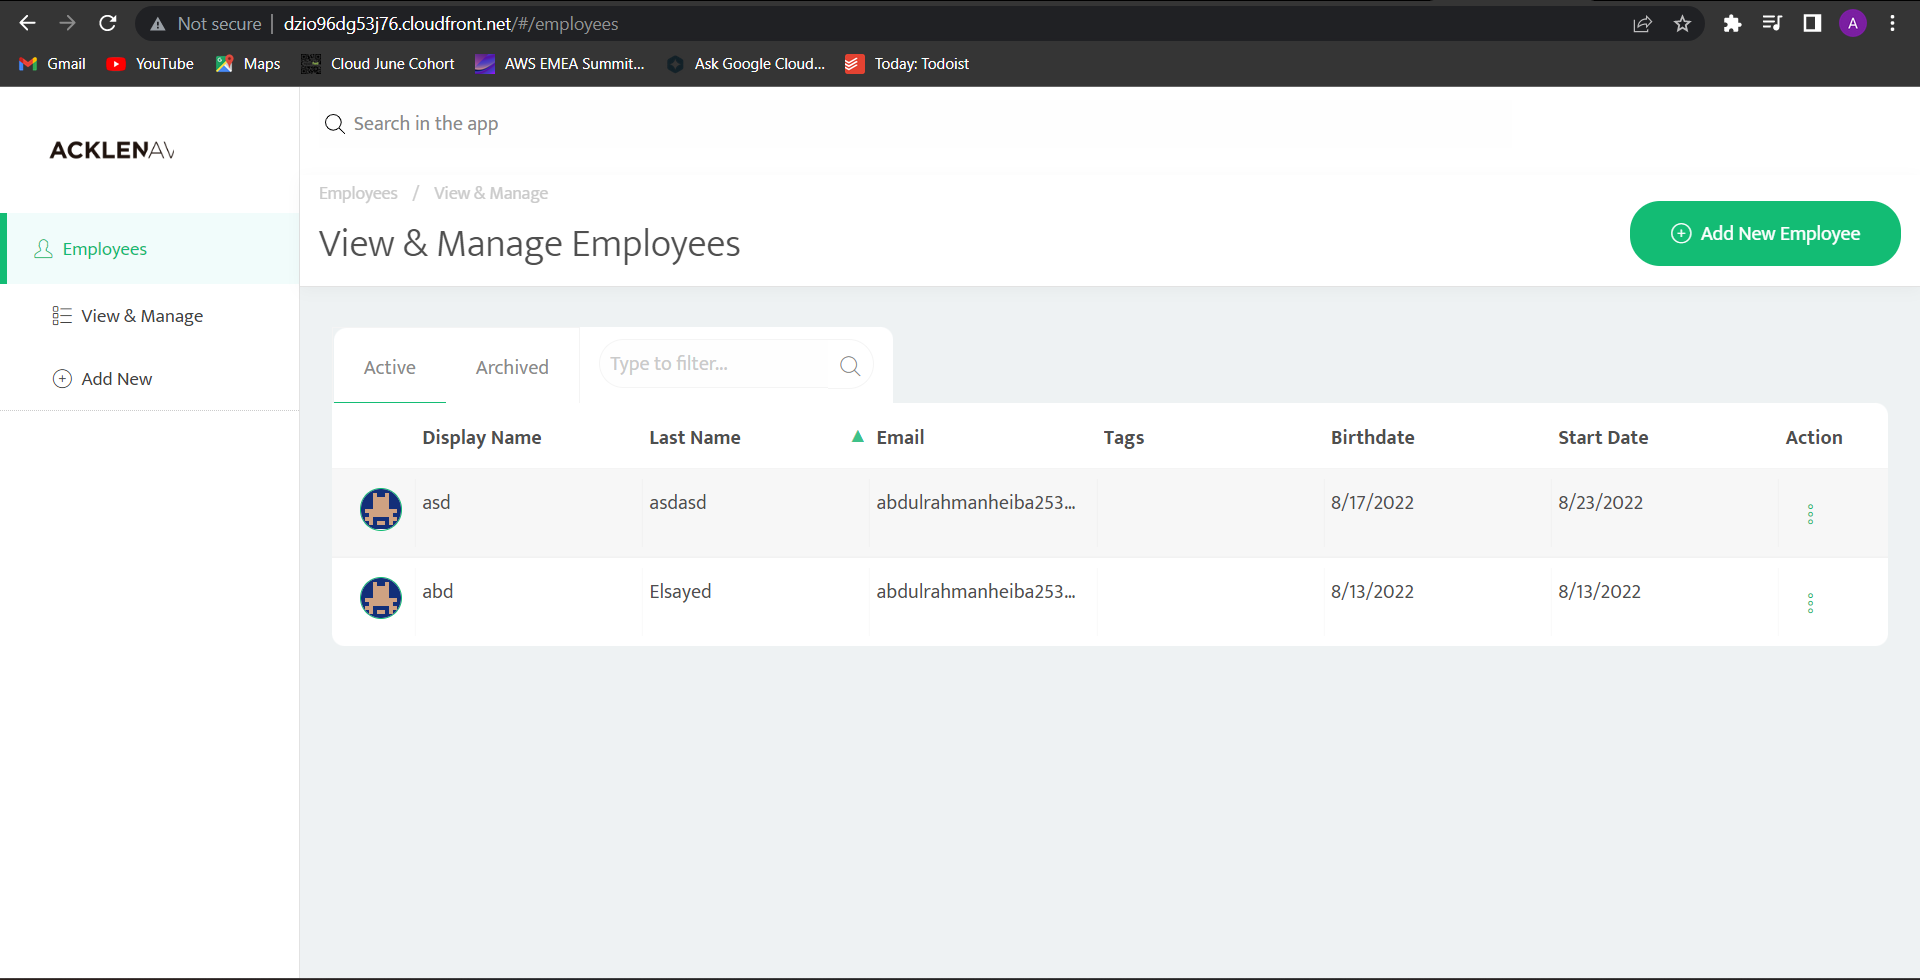 Not secure | dzio96dg53j76.cloudfront.net/#/employees
A
Gmail YouTube Maps Cloud June Cohort AWS EMEA Summit... Ask Google Cloud... Today: Todoist
ACKLENAV
Search in the app
Employees / View & Manage
View & Manage Employees
Add New Employee
Employees
View & Manage
Add New
Active Archived Type to filter...
Display Name Last Name Email Tags Birthdate Start Date Action
asd asdasd abdulrahmanheiba253... 8/17/2022 8/23/2022
abd Elsayed abdulrahmanheiba253... 8/13/2022 8/13/2022